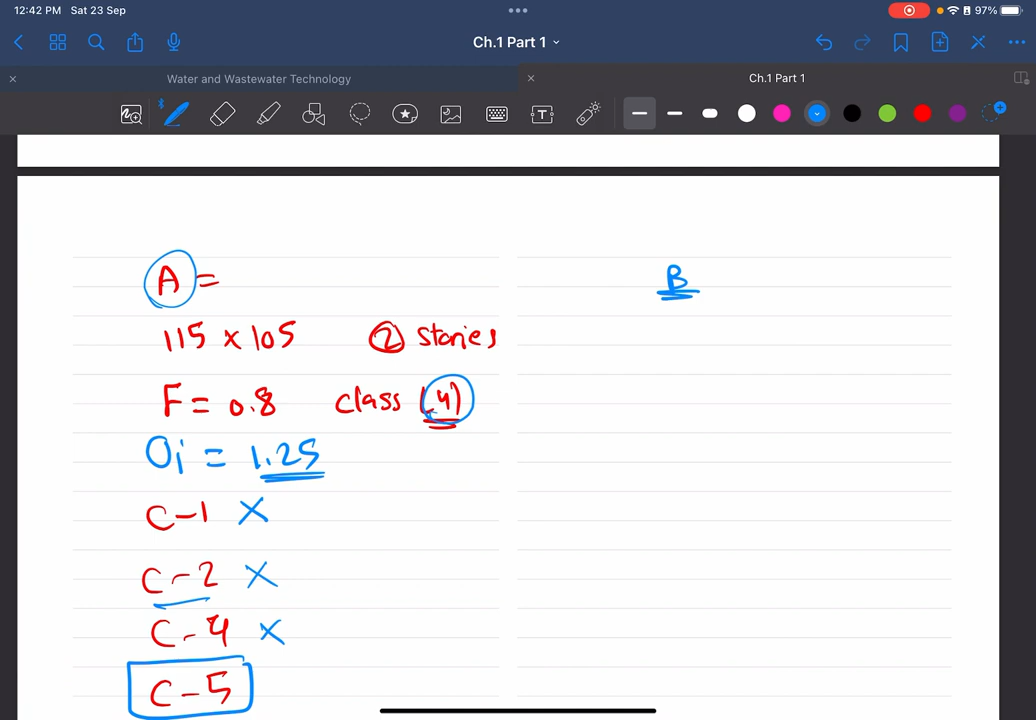 12:42 PM Sat 23 Sep
97%
Ch.1 Part 1
Water and Wastewater Technology
Ch.1 Part 1
A =
B
115 x 105 2 stories
F = 0.8 class (4)
Oi = 1.25
C-1 X
C-2 X
C-4 X
C-5